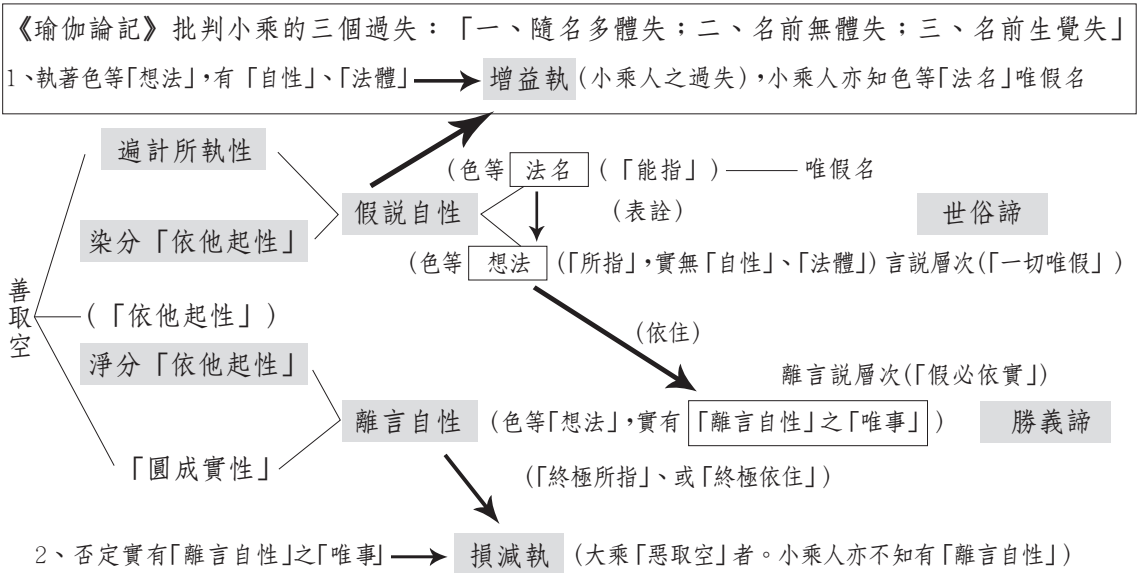 《瑜伽論記》批判小乘的三個過失：「一、隨名多體失；二、名前無體失；三、名前生覺失」
1、執著色等「想法」，有「自性」、「法體」 增益執 (小乘人之過失)，小乘人亦知色等「法名」唯假名
遍計所執性
(色等 法名 (「能指」) 唯假名
假說自性 (表詮) 世俗諦
染分「依他起性」
(色等 想法 (「所指」，實無「自性」、「法體」) 言說層次(「一切唯假」)
善取空
(「依他起性」)
(依住)
淨分「依他起性」
離言說層次(「假必依實」)
離言自性 (色等「想法」，實有 「離言自性」之「唯事」 ) 勝義諦
「圓成實性」
(「終極所指」、或「終極依住」)
2、否定實有「離言自性」之「唯事」 損減執 (大乘「惡取空」者。小乘人亦不知有「離言自性」)